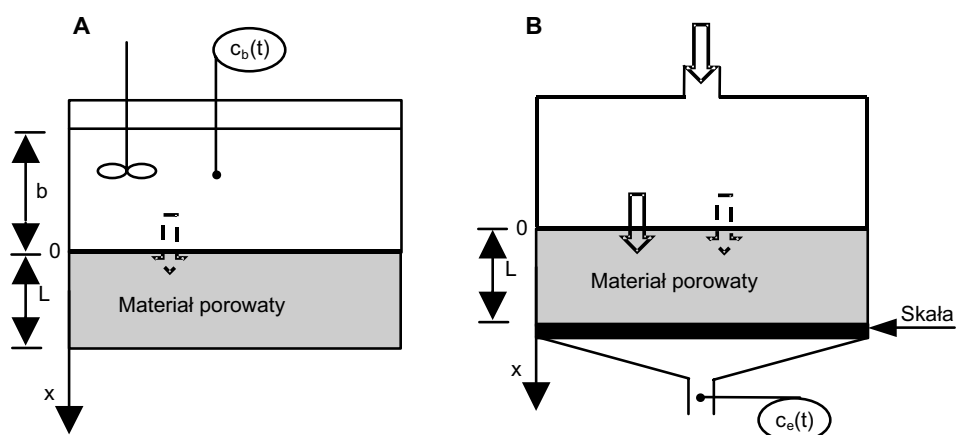 A
c_b(t)
b
0
L
Materiał porowaty
x
B
0
L
Materiał porowaty
Skała
x
c_e(t)